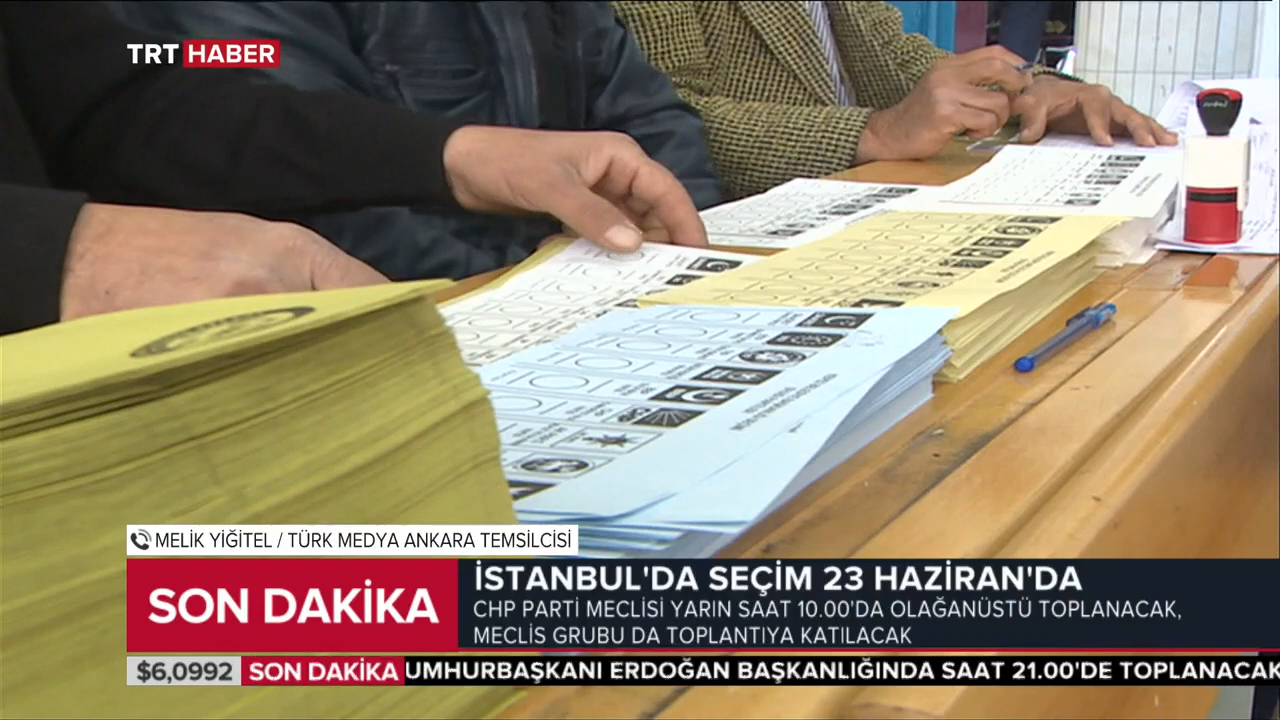 TRT HABER
MELİK YİĞİTEL / TÜRK MEDYA ANKARA TEMSİLCİSİ
SON DAKİKA
İSTANBUL'DA SEÇİM 23 HAZİRAN'DA
CHP PARTİ MECLİSİ YARIN SAAT 10.00'DA OLAĞANÜSTÜ TOPLANACAK,
MECLİS GRUBU DA TOPLANTIYA KATILACAK
$6,0992 SON DAKİKA UMHURBAŞKANI ERDOĞAN BAŞKANLIĞINDA SAAT 21.00'DE TOPLANACAK